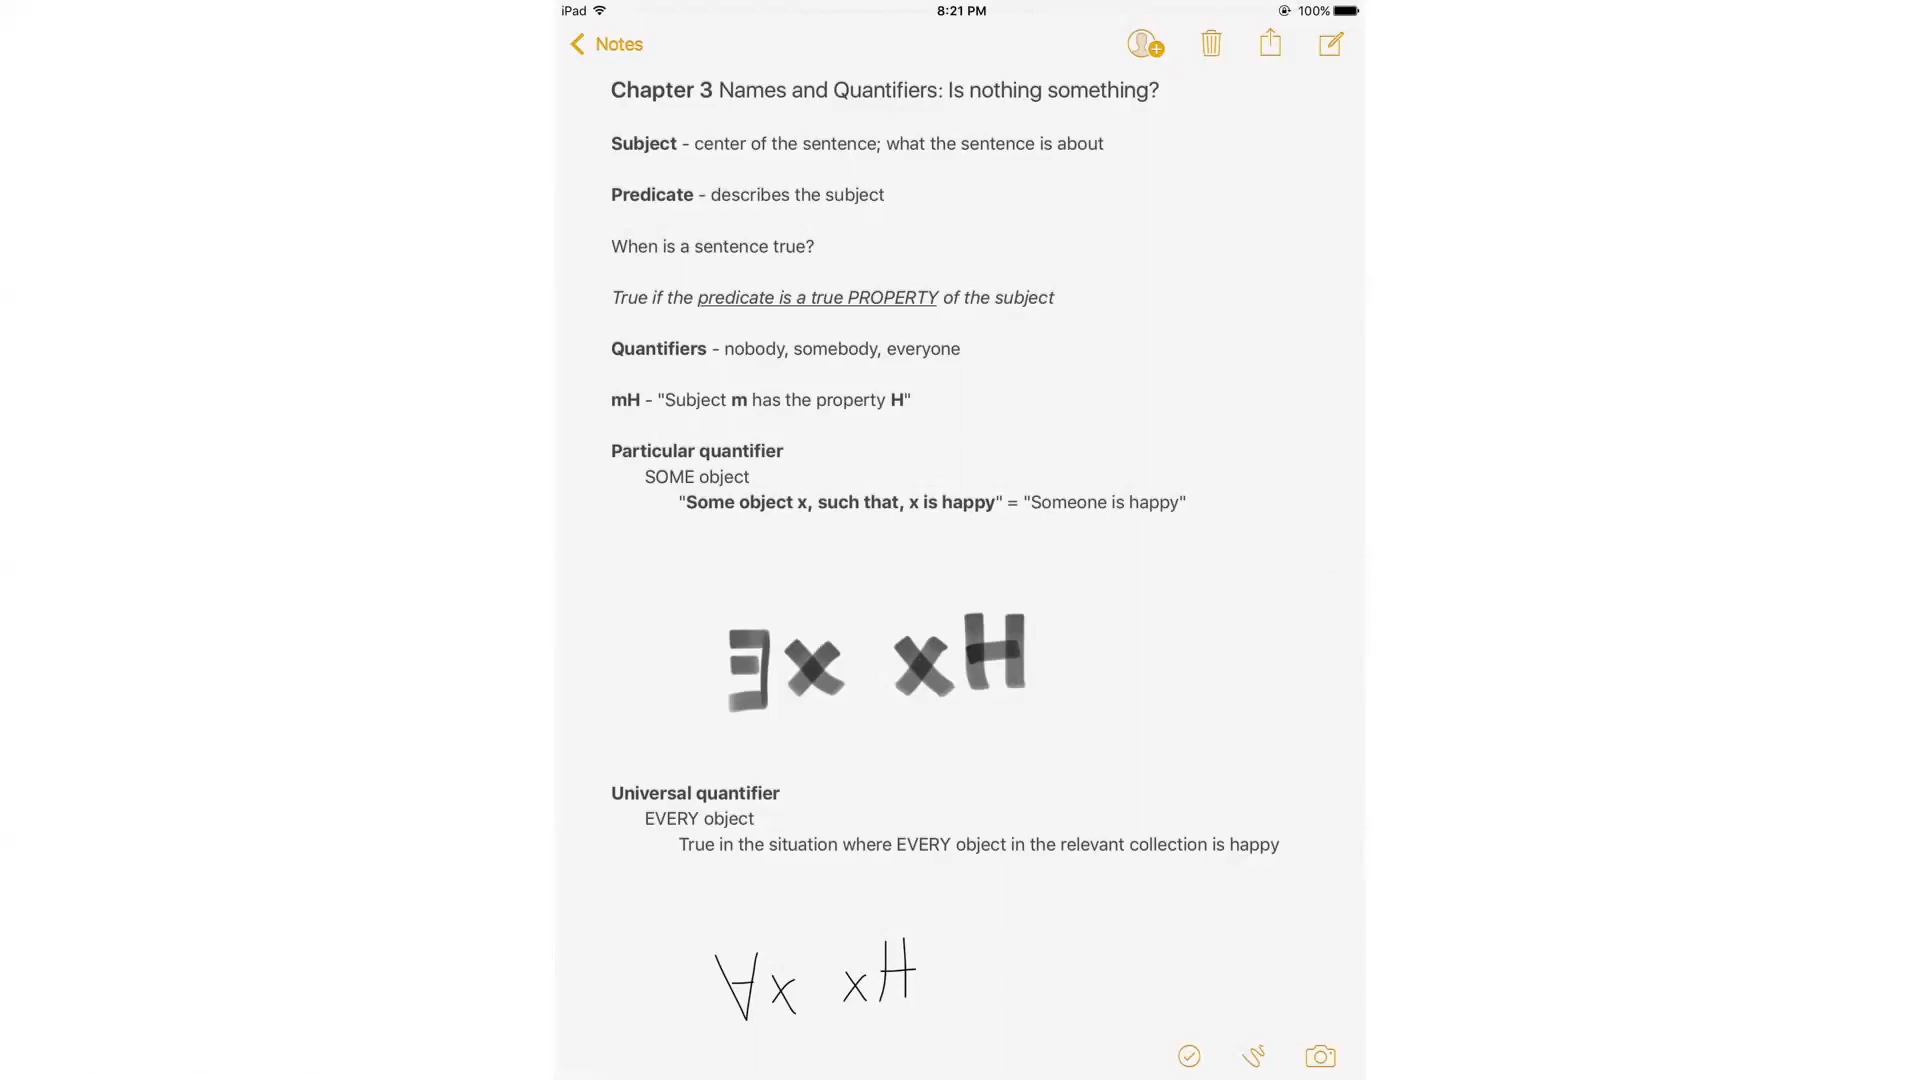 iPad 8:21 PM 100%
Notes
Chapter 3 Names and Quantifiers: Is nothing something?
Subject - center of the sentence; what the sentence is about
Predicate - describes the subject
When is a sentence true?
True if the predicate is a true PROPERTY of the subject
Quantifiers - nobody, somebody, everyone
mH - "Subject m has the property H"
Particular quantifier
SOME object
"Some object x, such that, x is happy" = "Someone is happy"
∃x xH
Universal quantifier
EVERY object
True in the situation where EVERY object in the relevant collection is happy
∀x xH